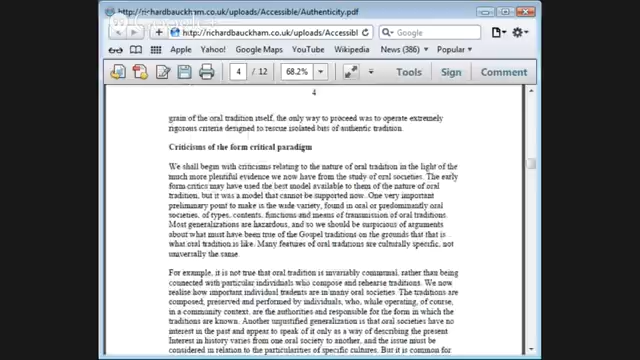 http://richardbauckham.co.uk/uploads/Accessible/Authenticity.pdf
http://richardbauckham.co.uk/uploads/Accessibl
Apple Yahoo! Google Maps YouTube Wikipedia News (386) Popular
4 / 12 68.2% Tools Sign Comment
4
grain of the oral tradition itself, the only way to proceed was to operate extremely
rigorous criteria designed to rescue isolated bits of authentic tradition.
Criticisms of the form critical paradigm
We shall begin with criticisms relating to the nature of oral tradition in the light of the
much more plentiful evidence we now have from the study of oral societies. The early
form critics may have used the best model available to them of the nature of oral
tradition, but it was a model that cannot be supported now. One very important
preliminary point to make is the wide variety, found in oral or predominantly oral
societies, of types, contents, functions and means of transmission of oral traditions.
Most generalizations are hazardous, and so we should be suspicious of arguments
about what must have been true of the Gospel traditions on the grounds that that is
what oral tradition is like. Many features of oral traditions are culturally specific, not
universally the same.
For example, it is not true that oral tradition is invariably communal, rather than being
connected with particular individuals who compose and rehearse traditions. We now
realise how important individual tradents are in many oral societies. The traditions are
composed, preserved and performed by individuals, who, while operating, of course,
in a community context, are the authorities and responsible for the form in which the
traditions are known. Another unjustified generalization is that oral societies have no
interest in the past and appear to speak of it only as a way of describing the present.
Interest in history varies from one oral society to another, and the issue must be
considered in relation to the particularities of specific cultures. But it is common for